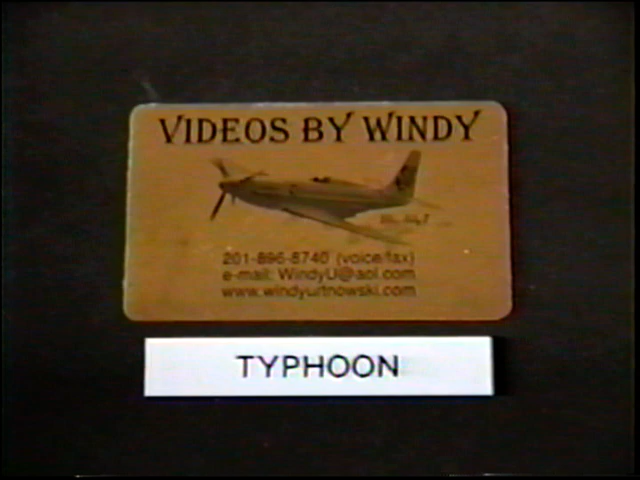 VIDEOS BY WINDY
201-896-8740 (voice/fax)
e-mail: WindyU@aol.com
www.windyurtnowski.com
TYPHOON